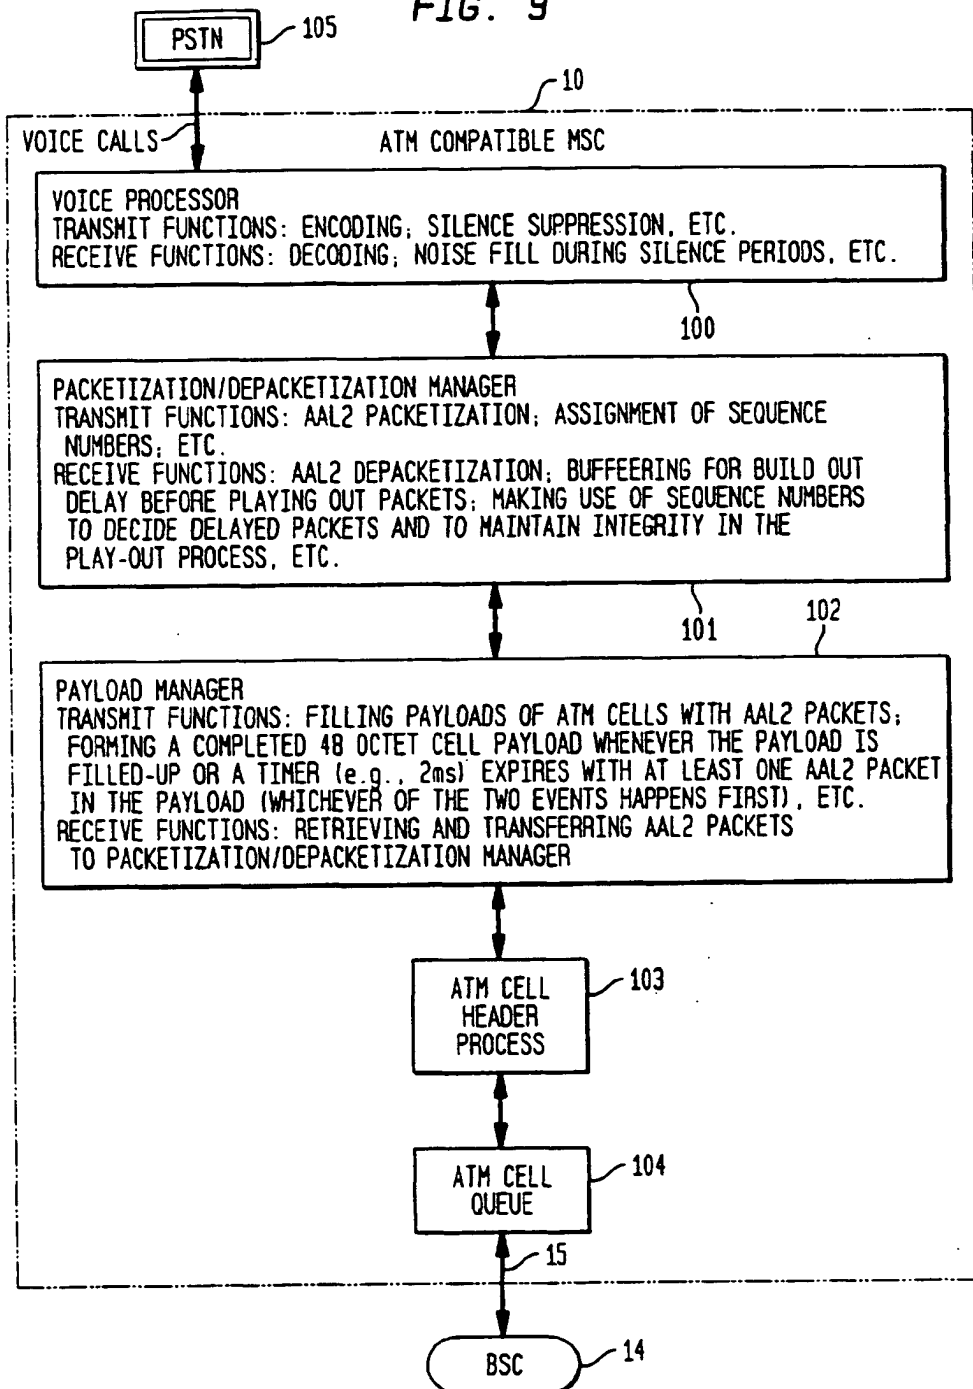 FIG. 9
PSTN
105
10
VOICE CALLS
ATM COMPATIBLE MSC
VOICE PROCESSOR
TRANSMIT FUNCTIONS: ENCODING; SILENCE SUPPRESSION, ETC.
RECEIVE FUNCTIONS: DECODING; NOISE FILL DURING SILENCE PERIODS, ETC.
100
PACKETIZATION/DEPACKETIZATION MANAGER
TRANSMIT FUNCTIONS: AAL2 PACKETIZATION; ASSIGNMENT OF SEQUENCE
NUMBERS; ETC.
RECEIVE FUNCTIONS: AAL2 DEPACKETIZATION; BUFFEERING FOR BUILD OUT
DELAY BEFORE PLAYING OUT PACKETS; MAKING USE OF SEQUENCE NUMBERS
TO DECIDE DELAYED PACKETS AND TO MAINTAIN INTEGRITY IN THE
PLAY-OUT PROCESS, ETC.
101
102
PAYLOAD MANAGER
TRANSMIT FUNCTIONS: FILLING PAYLOADS OF ATM CELLS WITH AAL2 PACKETS;
FORMING A COMPLETED 48 OCTET CELL PAYLOAD WHENEVER THE PAYLOAD IS
FILLED-UP OR A TIMER (e.g., 2ms) EXPIRES WITH AT LEAST ONE AAL2 PACKET
IN THE PAYLOAD (WHICHEVER OF THE TWO EVENTS HAPPENS FIRST), ETC.
RECEIVE FUNCTIONS: RETRIEVING AND TRANSFERRING AAL2 PACKETS
TO PACKETIZATION/DEPACKETIZATION MANAGER
ATM CELL
HEADER
PROCESS
103
ATM CELL
QUEUE
104
15
BSC
14